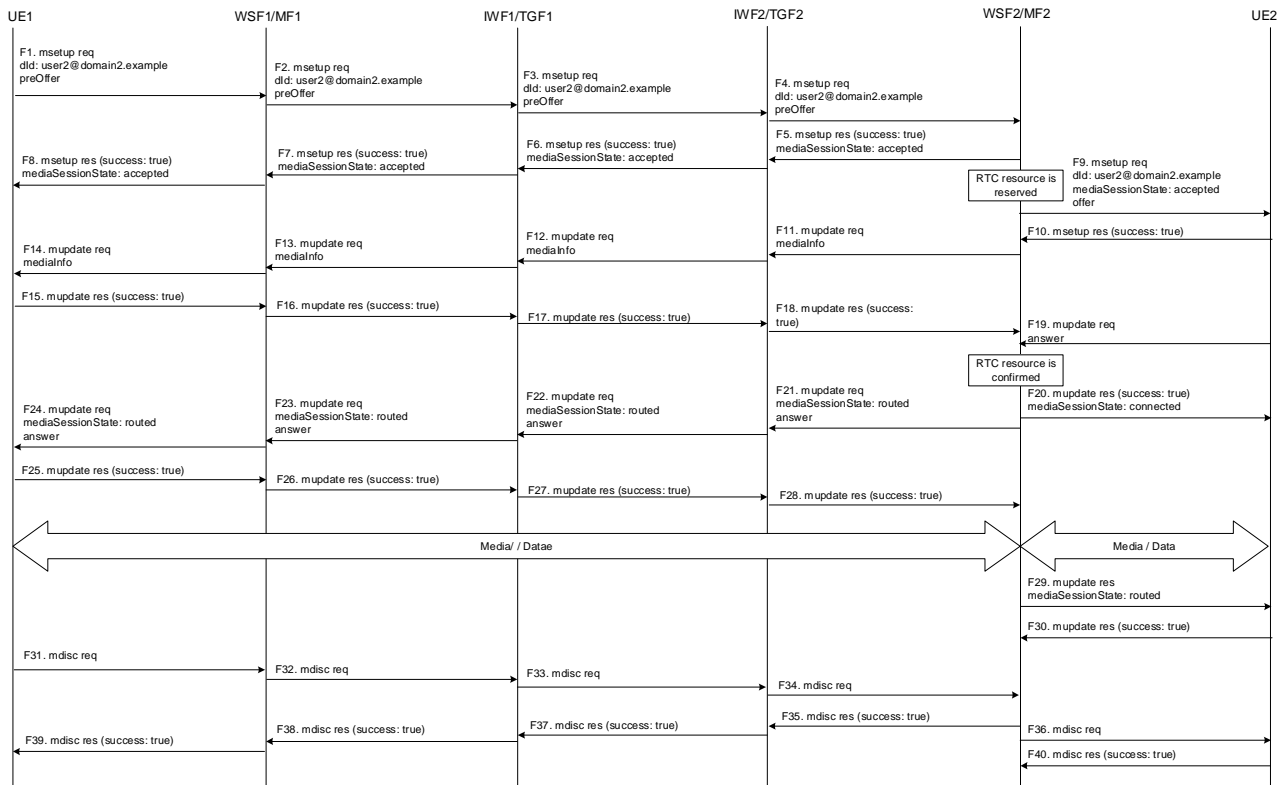 UE1
WSF1/MF1
IWF1/TGF1
IWF2/TGF2
WSF2/MF2
UE2
F1. msetup req
dId: user2@domain2.example
preOffer
F2. msetup req
dId: user2@domain2.example
preOffer
F3. msetup req
dId: user2@domain2.example
preOffer
F4. msetup req
dId: user2@domain2.example
preOffer
F5. msetup res (success: true)
mediaSessionState: accepted
F6. msetup res (success: true)
mediaSessionState: accepted
F7. msetup res (success: true)
mediaSessionState: accepted
F8. msetup res (success: true)
mediaSessionState: accepted
RTC resource is
reserved
F9. msetup req
dId: user2@domain2.example
mediaSessionState: accepted
offer
F10. msetup res (success: true)
F11. mupdate req
mediaInfo
F12. mupdate req
mediaInfo
F13. mupdate req
mediaInfo
F14. mupdate req
mediaInfo
F15. mupdate res (success: true)
F16. mupdate res (success: true)
F17. mupdate res (success: true)
F18. mupdate res (success:
true)
F19. mupdate req
answer
RTC resource is
confirmed
F20. mupdate res (success: true)
mediaSessionState: connected
F21. mupdate req
mediaSessionState: routed
answer
F22. mupdate req
mediaSessionState: routed
answer
F23. mupdate req
mediaSessionState: routed
answer
F24. mupdate req
mediaSessionState: routed
answer
F25. mupdate res (success: true)
F26. mupdate res (success: true)
F27. mupdate res (success: true)
F28. mupdate res (success: true)
Media/ / Datae
Media / Data
F29. mupdate res
mediaSessionState: routed
F30. mupdate res (success: true)
F31. mdisc req
F32. mdisc req
F33. mdisc req
F34. mdisc req
F35. mdisc res (success: true)
F36. mdisc req
F37. mdisc res (success: true)
F38. mdisc res (success: true)
F39. mdisc res (success: true)
F40. mdisc res (success: true)